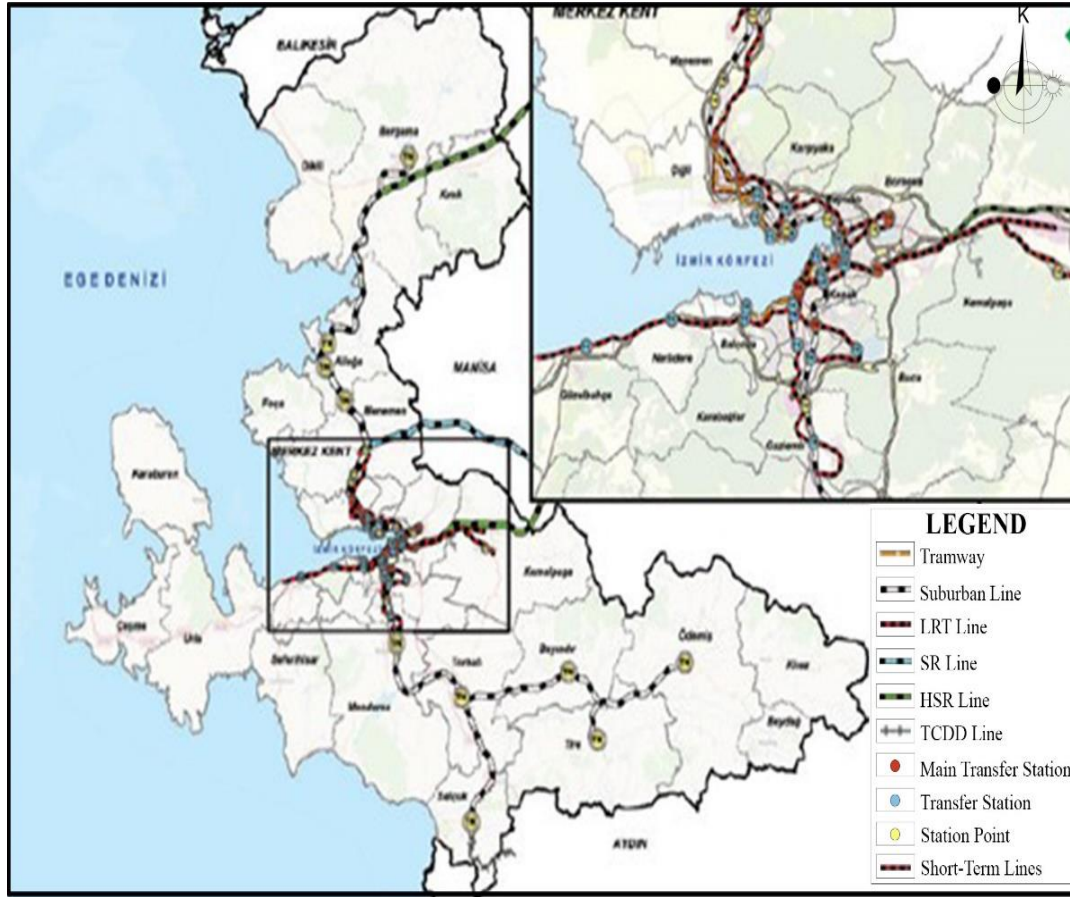 BALIKESİR
Bergama
Dikili
Kınık
EGE DENİZİ
Aliağa
MANİSA
Foça
Menemen
MERKEZ KENT
Karaburun
İZMİR KÖRFEZİ
Kemalpaşa
Çeşme
Urla
Seferihisar
Torbalı
Bayındır
Ödemiş
Kiraz
Menderes
Tire
Beydağ
Selçuk
AYDIN
MERKEZ KENT
K
Menemen
Karşıyaka
Çiğli
Bornova
İZMİR KÖRFEZİ
Konak
Kemalpaşa
Narlıdere
Balçova
Güzelbahçe
Karabağlar
Buca
Gaziemir
LEGEND
Tramway
Suburban Line
LRT Line
SR Line
HSR Line
TCDD Line
Main Transfer Station
Transfer Station
Station Point
Short-Term Lines